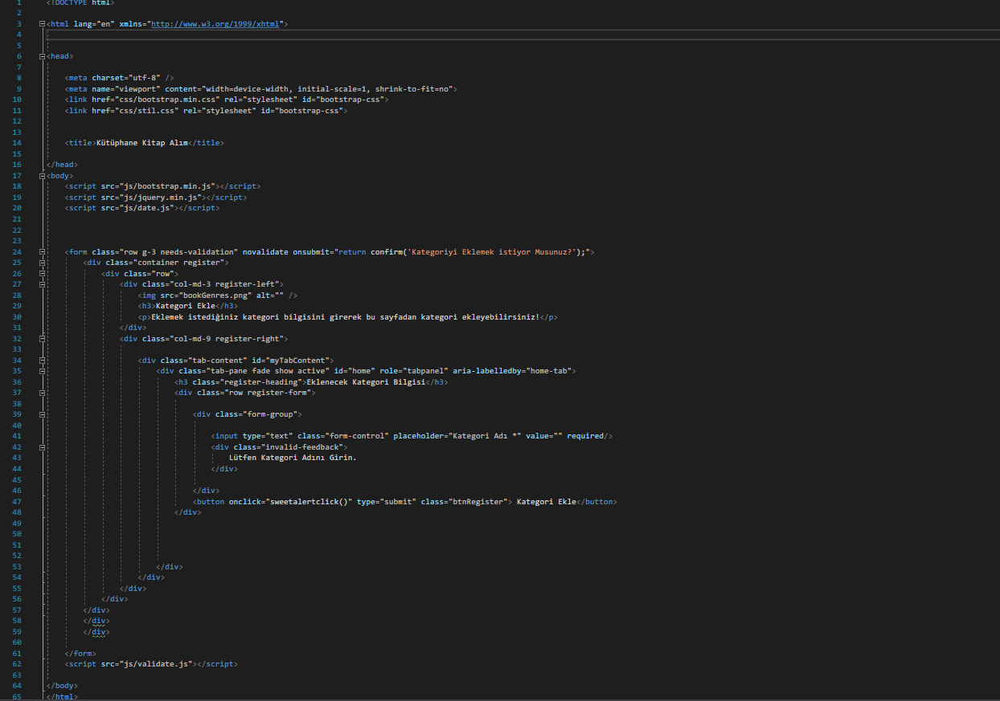 1 <!DOCTYPE html>
2
3 <html lang="en" xmlns="http://www.w3.org/1999/xhtml">
4
5
6 <head>
7
8 <meta charset="utf-8" />
9 <meta name="viewport" content="width=device-width, initial-scale=1, shrink-to-fit=no">
10 <link href="css/bootstrap.min.css" rel="stylesheet" id="bootstrap-css">
11 <link href="css/stil.css" rel="stylesheet" id="bootstrap-css">
12
13
14 <title>Kütüphane Kitap Alım</title>
15
16 </head>
17 <body>
18 <script src="js/bootstrap.min.js"></script>
19 <script src="js/jquery.min.js"></script>
20 <script src="js/date.js"></script>
21
22
23
24 <form class="row g-3 needs-validation" novalidate onsubmit="return confirm('Kategoriyi Eklemek istiyor Musunuz?');">
25 <div class="container register">
26 <div class="row">
27 <div class="col-md-3 register-left">
28 <img src="bookGenres.png" alt="" />
29 <h3>Kategori Ekle</h3>
30 <p>Eklemek istediğiniz kategori bilgisini girerek bu sayfadan kategori ekleyebilirsiniz!</p>
31 </div>
32 <div class="col-md-9 register-right">
33
34 <div class="tab-content" id="myTabContent">
35 <div class="tab-pane fade show active" id="home" role="tabpanel" aria-labelledby="home-tab">
36 <h3 class="register-heading">Eklenecek Kategori Bilgisi</h3>
37 <div class="row register-form">
38
39 <div class="form-group">
40
41 <input type="text" class="form-control" placeholder="Kategori Adı *" value="" required/>
42 <div class="invalid-feedback">
43 Lütfen Kategori Adını Girin.
44 </div>
45
46 </div>
47 <button onclick="sweetalertclick()" type="submit" class="btnRegister"> Kategori Ekle</button>
48 </div>
49
50
51
52
53 </div>
54 </div>
55 </div>
56 </div>
57 </div>
58 </div>
59 </div>
60
61 </form>
62 <script src="js/validate.js"></script>
63
64 </body>
65 </html>